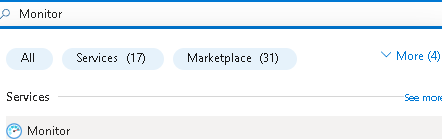 Monitor
All Services (17) Marketplace (31) More (4)
Services See more
Monitor